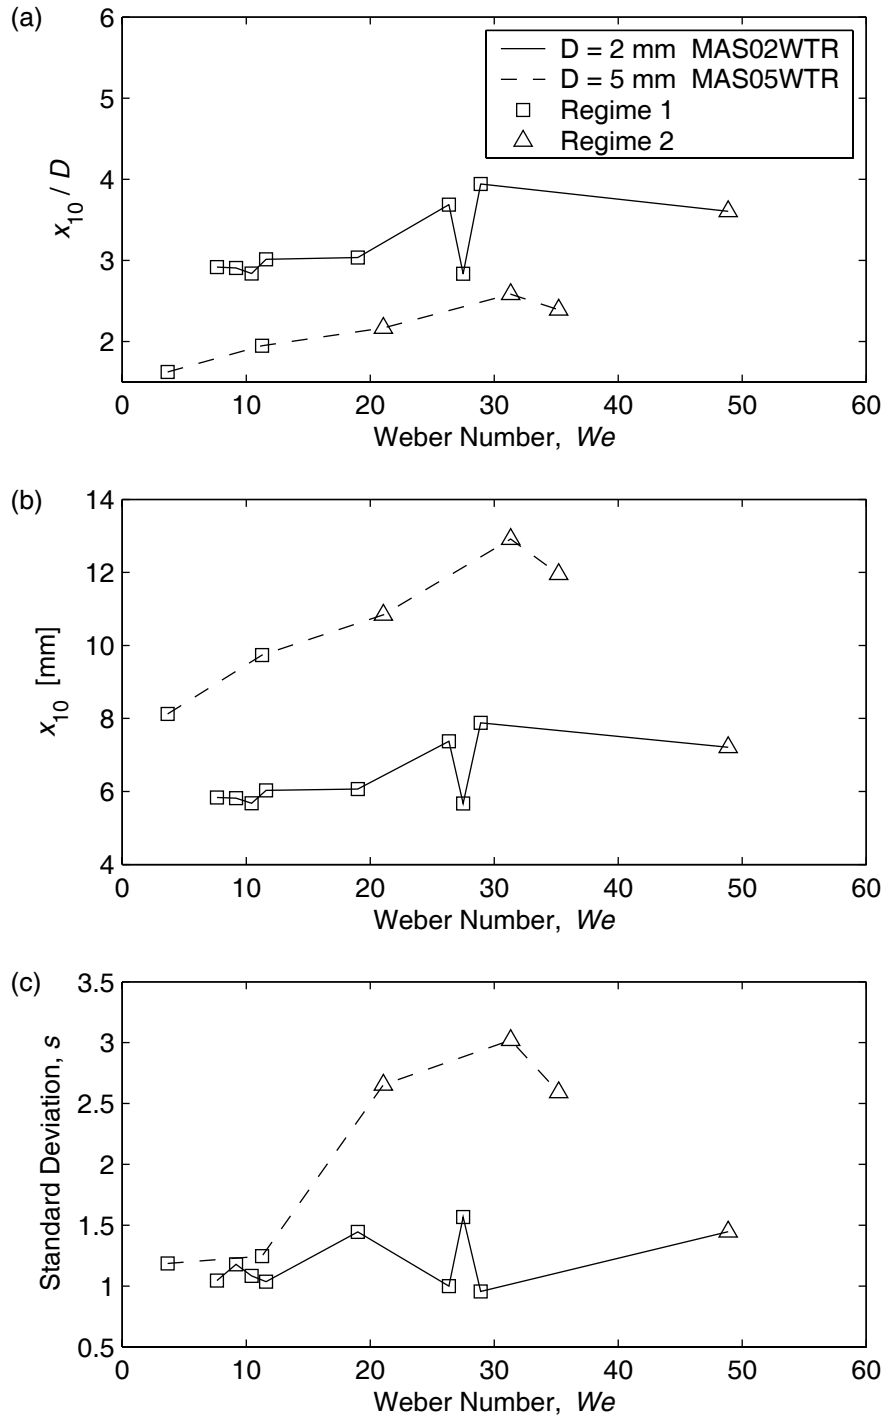 (a)
6
5
4
3
2
x10 / D
D = 2 mm MAS02WTR
D = 5 mm MAS05WTR
Regime 1
Regime 2
0 10 20 30 40 50 60
Weber Number, We
(b)
14
12
10
8
6
4
x10 [mm]
0 10 20 30 40 50 60
Weber Number, We
(c)
3.5
3
2.5
2
1.5
1
0.5
Standard Deviation, s
0 10 20 30 40 50 60
Weber Number, We